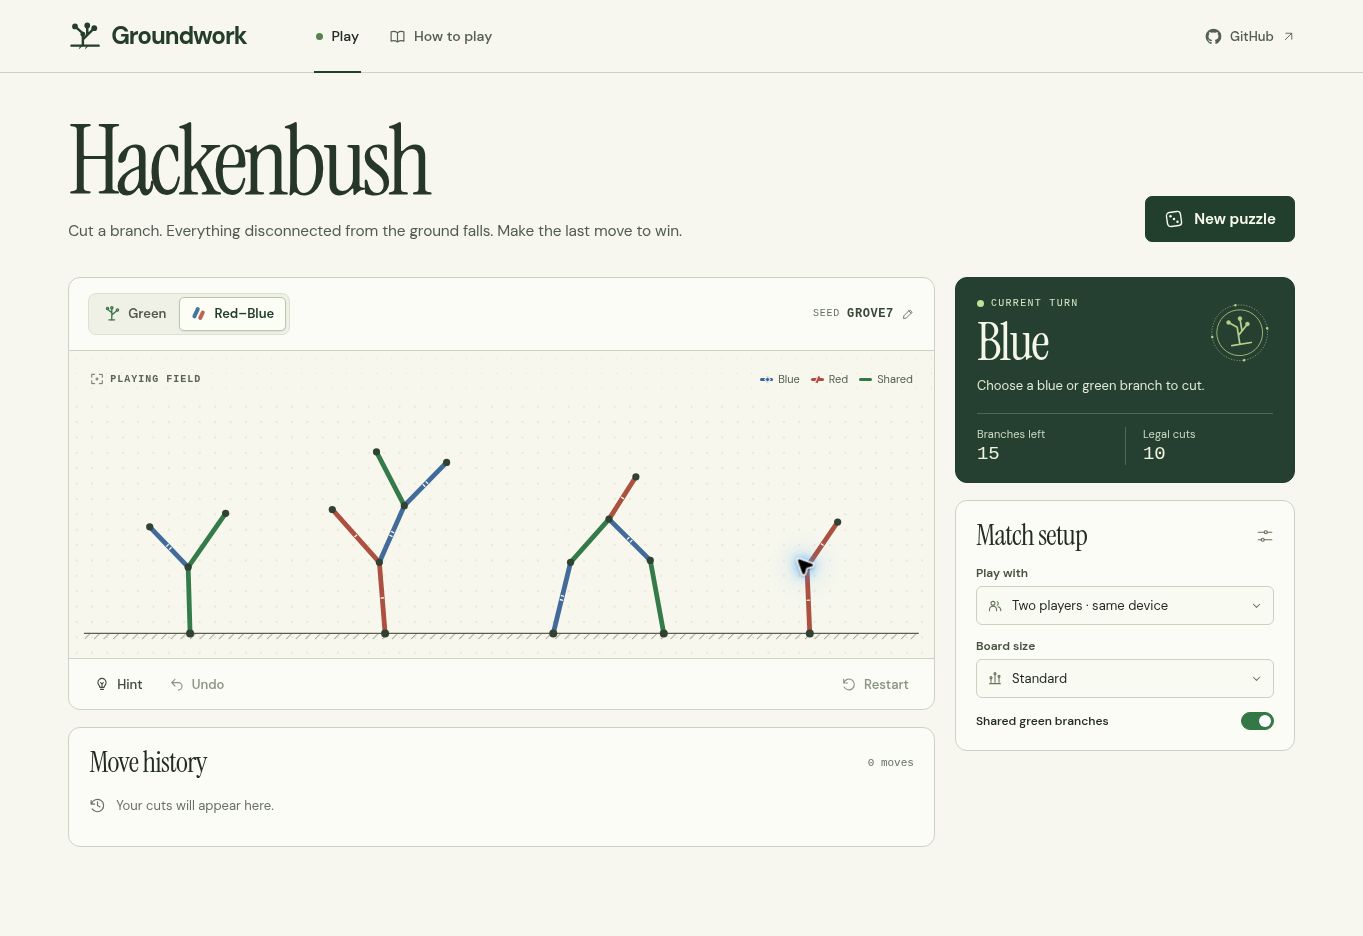 Groundwork
Play
How to play
GitHub
Hackenbush
Cut a branch. Everything disconnected from the ground falls. Make the last move to win.
New puzzle
Green
Red–Blue
SEED GROVE7
PLAYING FIELD
Blue
Red
Shared
Hint
Undo
Restart
Move history
0 moves
Your cuts will appear here.
CURRENT TURN
Blue
Choose a blue or green branch to cut.
Branches left
15
Legal cuts
10
Match setup
Play with
Two players · same device
Board size
Standard
Shared green branches